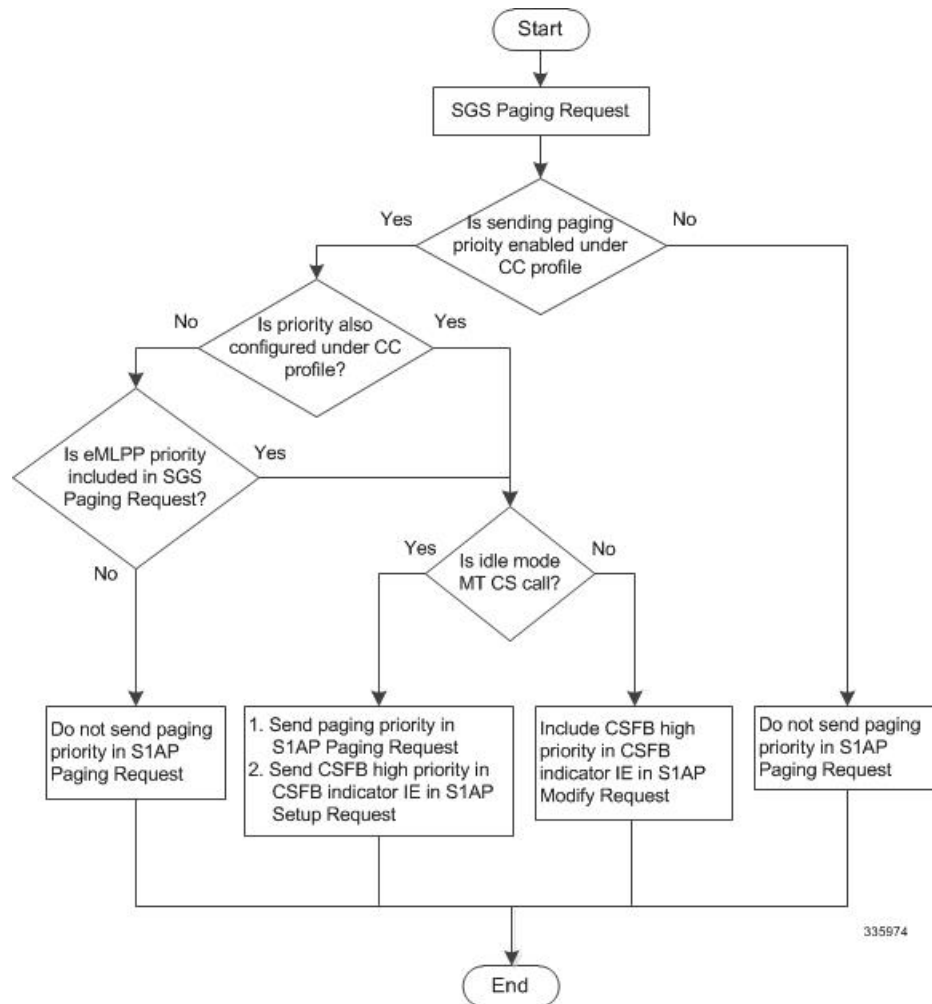 Start
SGS Paging Request
Yes
No
Is sending paging
prioity enabled under
CC profile
No
Yes
Is priority also
configured under CC
profile?
Is eMLPP priority
included in SGS
Paging Request?
Yes
No
Yes
No
Is idle mode
MT CS call?
Do not send paging
priority in S1AP
Paging Request
1. Send paging priority in
S1AP Paging Request
2. Send CSFB high priority in
CSFB indicator IE in S1AP
Setup Request
Include CSFB high
priority in CSFB
indicator IE in S1AP
Modify Request
Do not send paging
priority in S1AP
Paging Request
335974
End